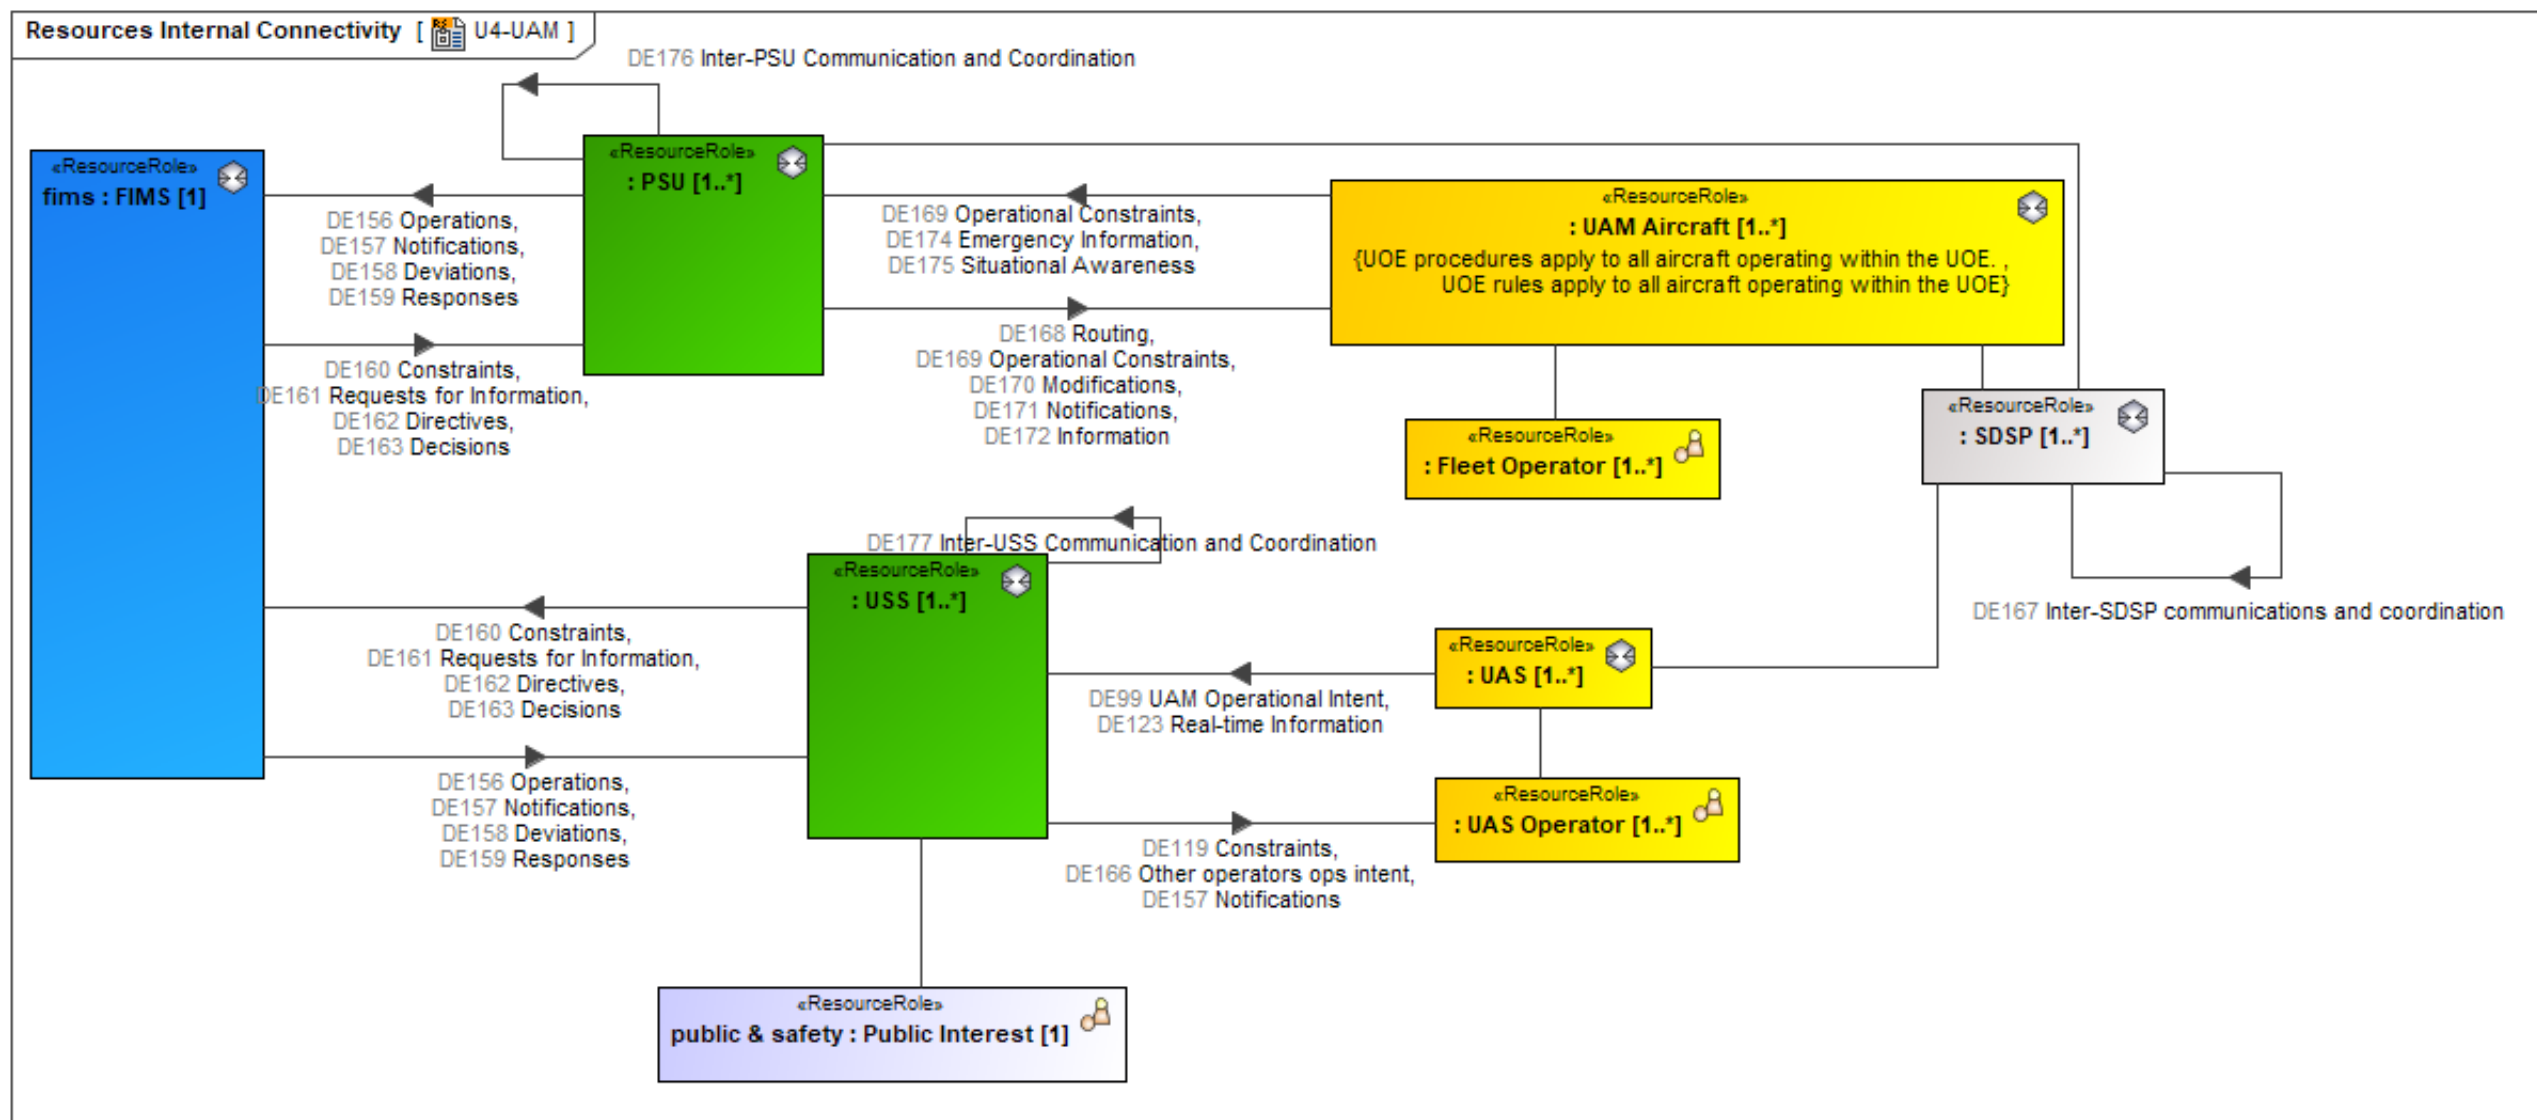 Resources Internal Connectivity [ U4-UAM ]
DE176 Inter-PSU Communication and Coordination
«ResourceRole»
fims : FIMS [1]
«ResourceRole»
: PSU [1..*]
DE156 Operations,
DE157 Notifications,
DE158 Deviations,
DE159 Responses
DE160 Constraints,
DE161 Requests for Information,
DE162 Directives,
DE163 Decisions
DE169 Operational Constraints,
DE174 Emergency Information,
DE175 Situational Awareness
DE168 Routing,
DE169 Operational Constraints,
DE170 Modifications,
DE171 Notifications,
DE172 Information
«ResourceRole»
: UAM Aircraft [1..*]
{UOE procedures apply to all aircraft operating within the UOE. ,
UOE rules apply to all aircraft operating within the UOE}
«ResourceRole»
: Fleet Operator [1..*]
«ResourceRole»
: SDSP [1..*]
DE167 Inter-SDSP communications and coordination
DE177 Inter-USS Communication and Coordination
«ResourceRole»
: USS [1..*]
DE160 Constraints,
DE161 Requests for Information,
DE162 Directives,
DE163 Decisions
DE156 Operations,
DE157 Notifications,
DE158 Deviations,
DE159 Responses
«ResourceRole»
: UAS [1..*]
DE99 UAM Operational Intent,
DE123 Real-time Information
«ResourceRole»
: UAS Operator [1..*]
DE119 Constraints,
DE166 Other operators ops intent,
DE157 Notifications
«ResourceRole»
public & safety : Public Interest [1]